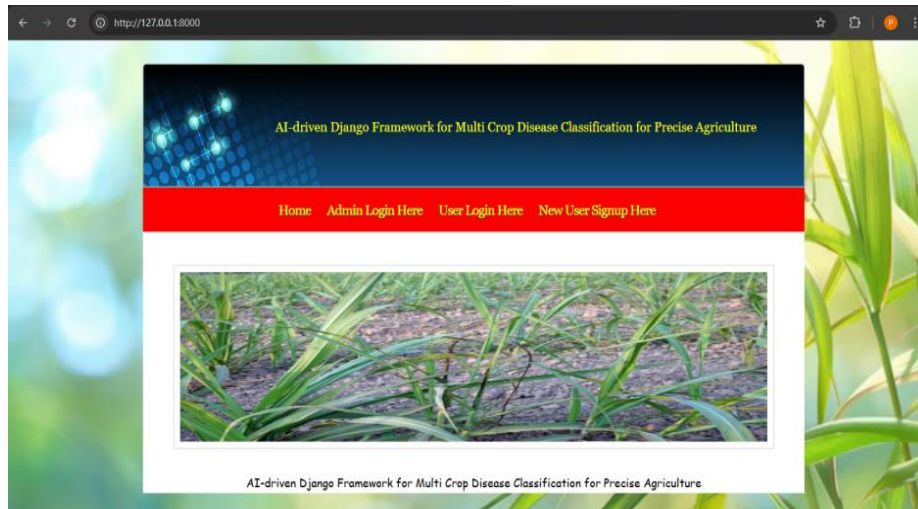 http://127.0.0.1:8000
P
AI-driven Django Framework for Multi Crop Disease Classification for Precise Agriculture
Home Admin Login Here User Login Here New User Signup Here
AI-driven Django Framework for Multi Crop Disease Classification for Precise Agriculture